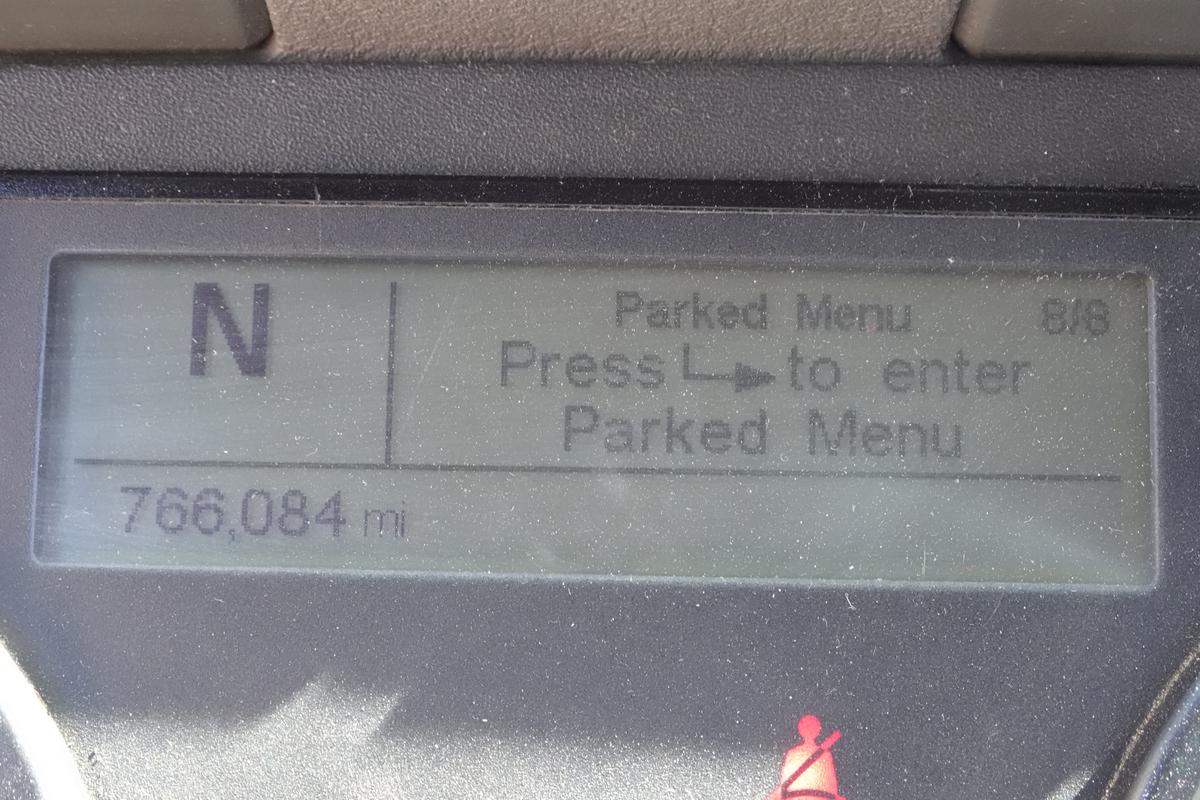 N
Parked Menu 8/8
Press to enter
Parked Menu
766,084 mi